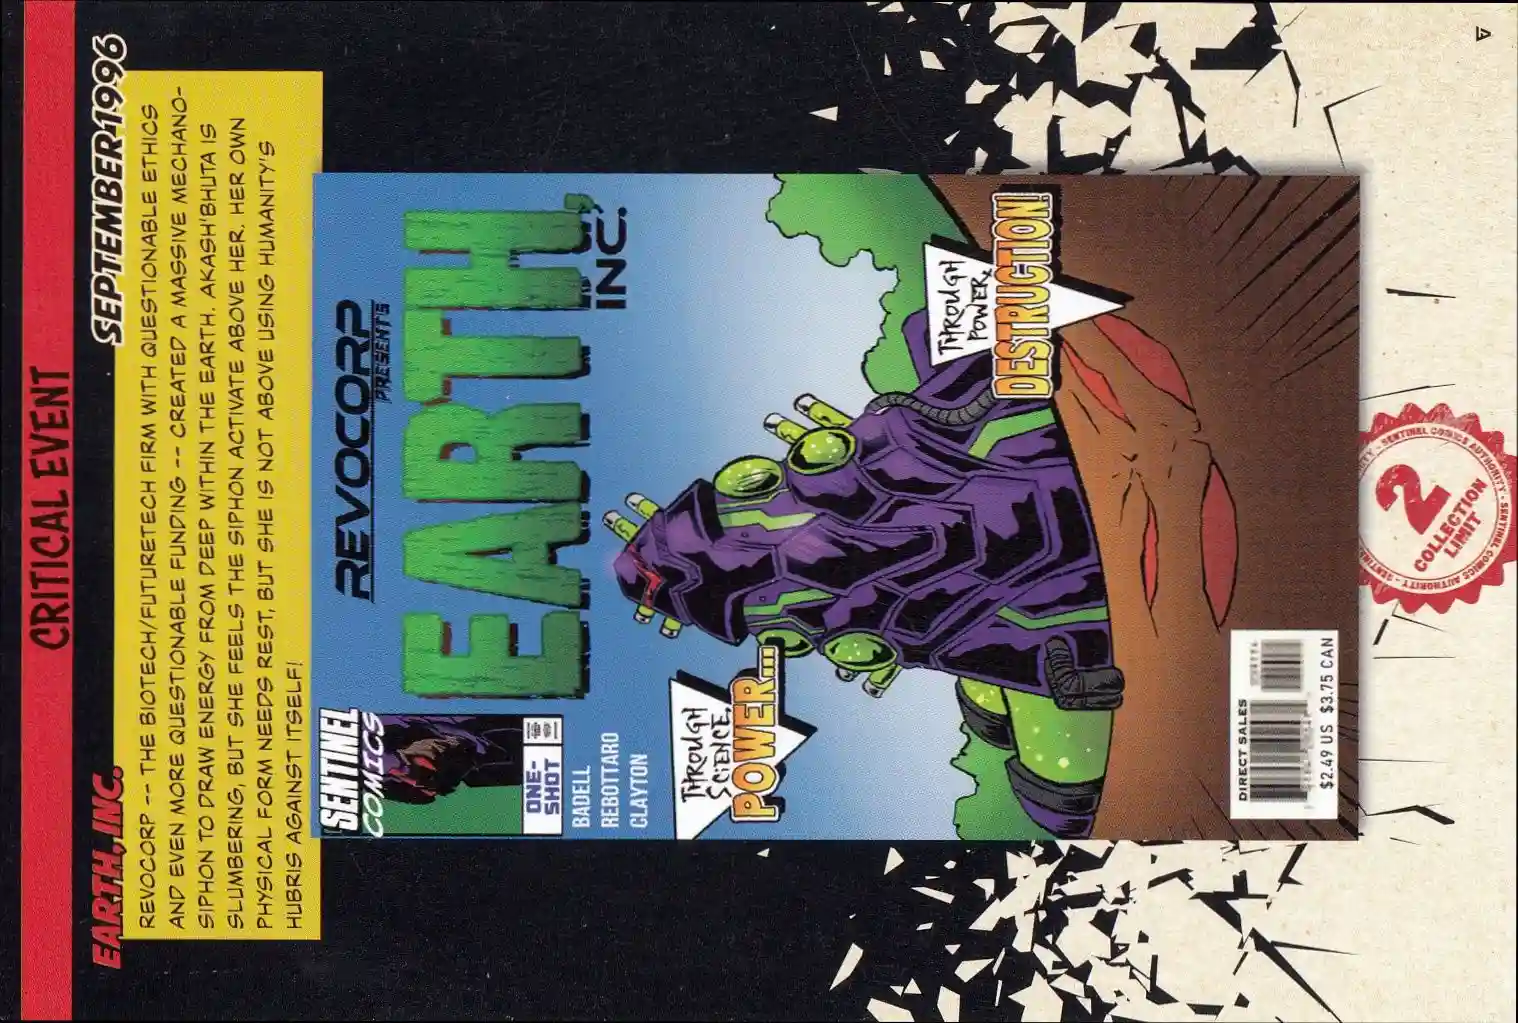 CRITICAL EVENT
EARTH, INC.
SEPTEMBER 1996
REVOCORP -- THE BIOTECH/FUTURETECH FIRM WITH QUESTIONABLE ETHICS
AND EVEN MORE QUESTIONABLE FUNDING -- CREATED A MASSIVE MECHANO-
SIPHON TO DRAW ENERGY FROM DEEP WITHIN THE EARTH. AKASH'BHUTA IS
SLUMBERING, BUT SHE FEELS THE SIPHON ACTIVATE ABOVE HER. HER OWN
PHYSICAL FORM NEEDS REST, BUT SHE IS NOT ABOVE USING HUMANITY'S
HUBRIS AGAINST ITSELF!
SENTINEL
COMICS
ONE-
SHOT
BADELL
REBOTTARO
CLAYTON
REVOCORP
PRESENTS
EARTH,
INC.
THROUGH
SCIENCE,
POWER...
THROUGH
POWER,
DESTRUCTION!
DIRECT SALES
$2.49 US $3.75 CAN
SENTINEL COMICS AUTHORITY
2
COLLECTION
LIMIT